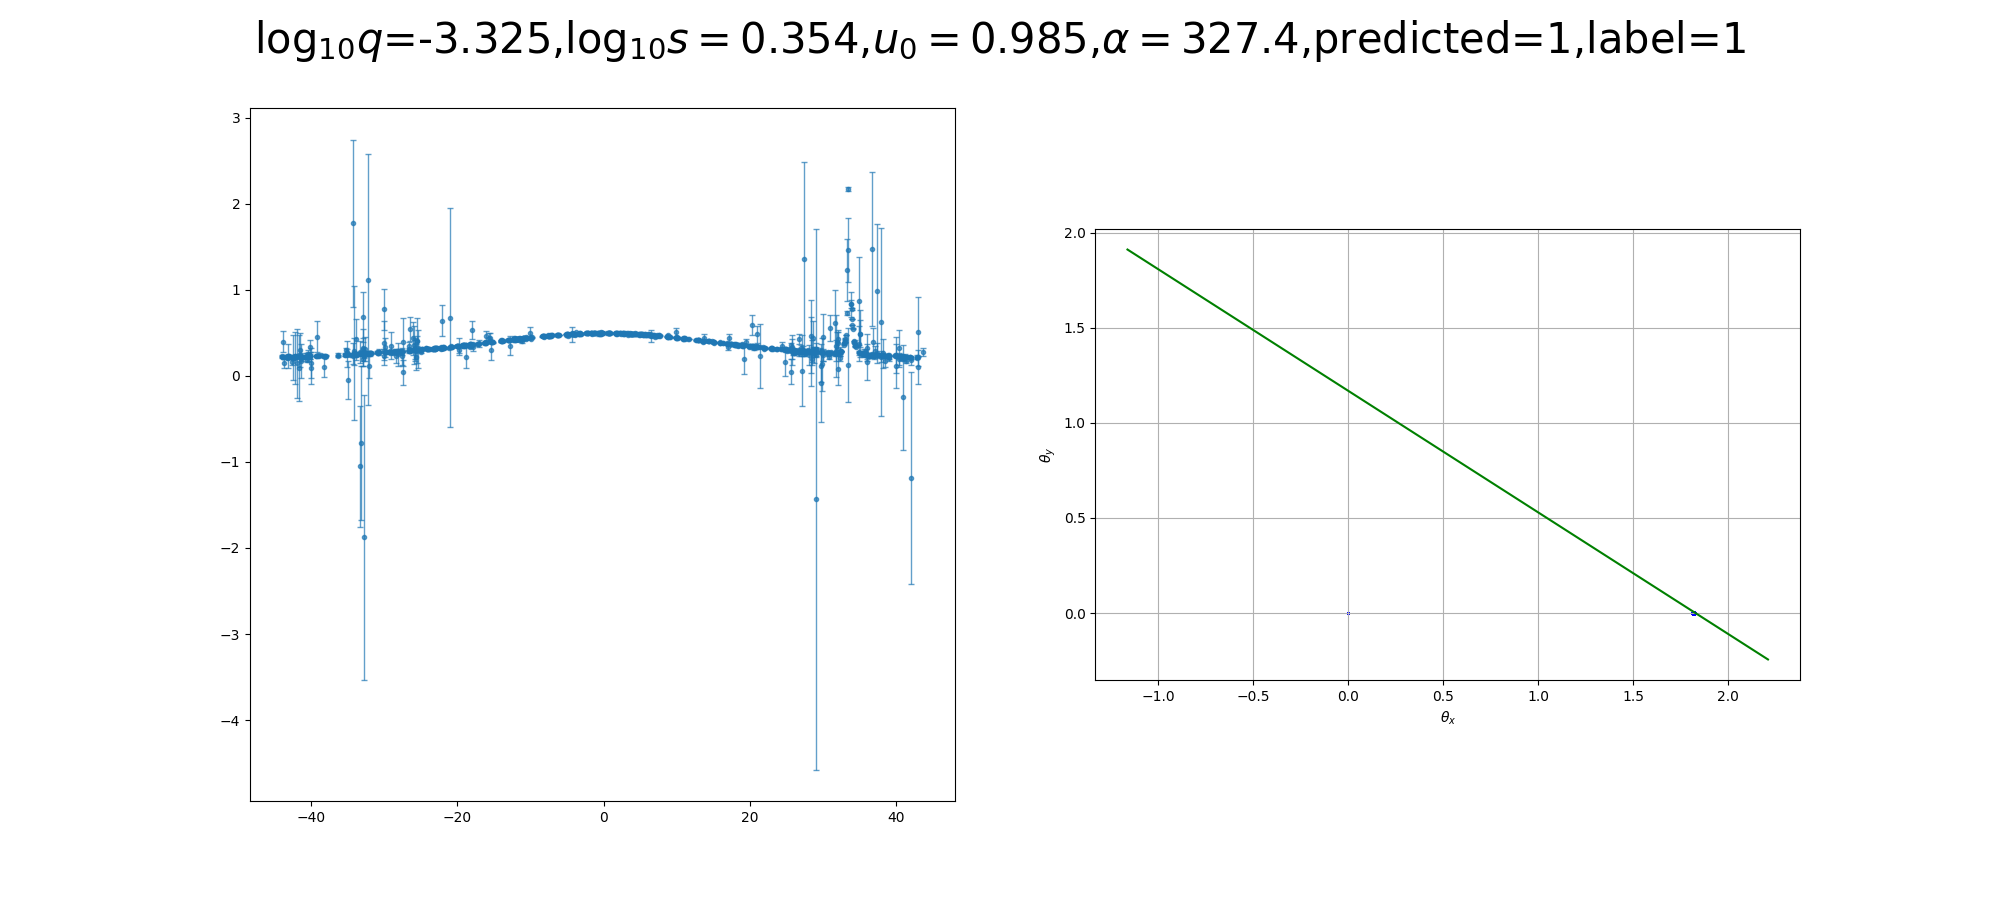 log₁₀q=-3.325,log₁₀s = 0.354,u₀ = 0.985,α = 327.4,predicted=1,label=1
3
2
1
0
−1
−2
−3
−4
−40 −20 0 20 40
2.0
1.5
1.0
0.5
0.0
θy
−1.0 −0.5 0.0 0.5 1.0 1.5 2.0
θx